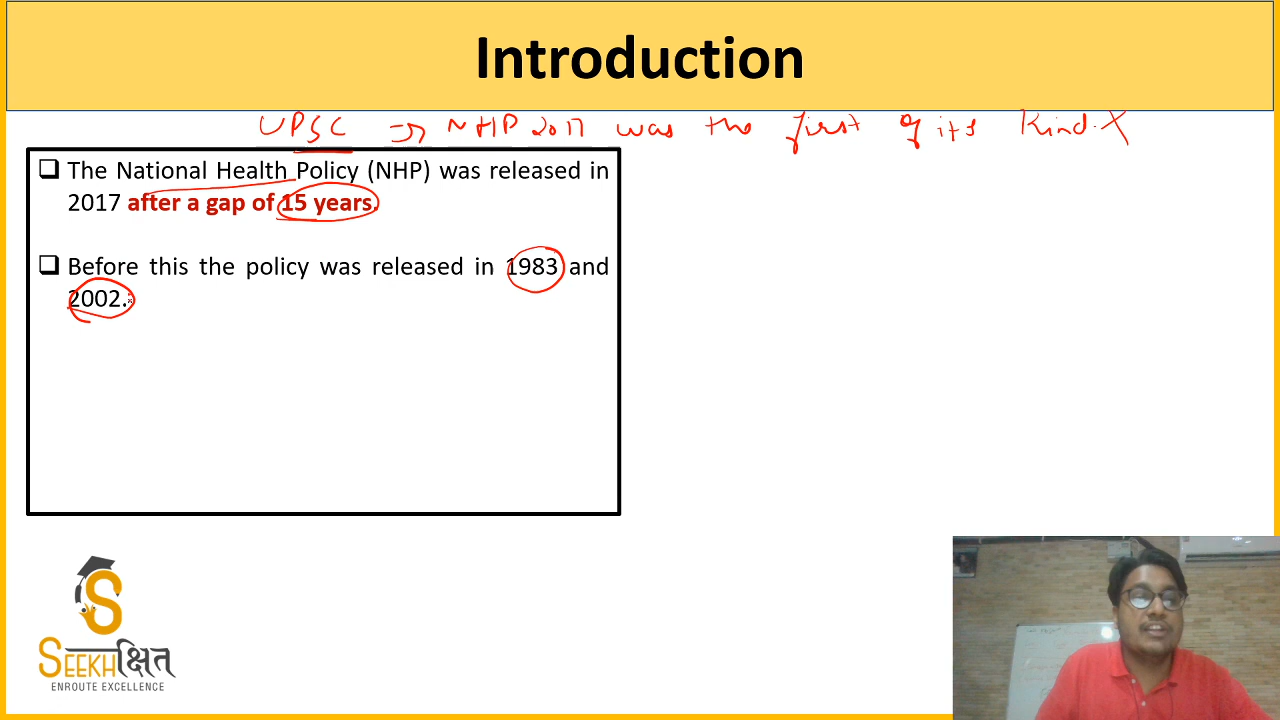 Introduction
UPSC → NHP 2017 was the first of its kind. X
❑ The National Health Policy (NHP) was released in
2017 after a gap of 15 years.
❑ Before this the policy was released in 1983 and
2002.
S
SEEKHक्षित
ENROUTE EXCELLENCE